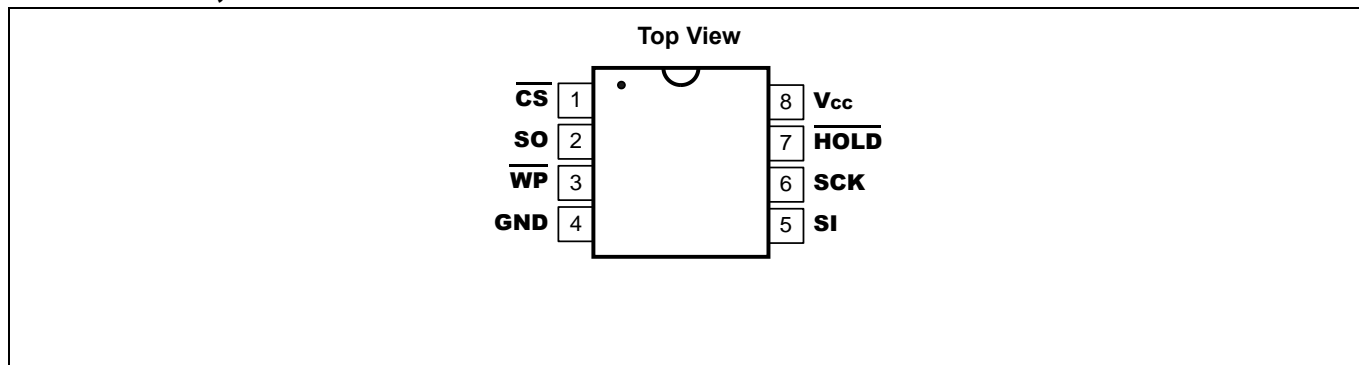 Top View
CS 1
SO 2
WP 3
GND 4
8 Vcc
7 HOLD
6 SCK
5 SI